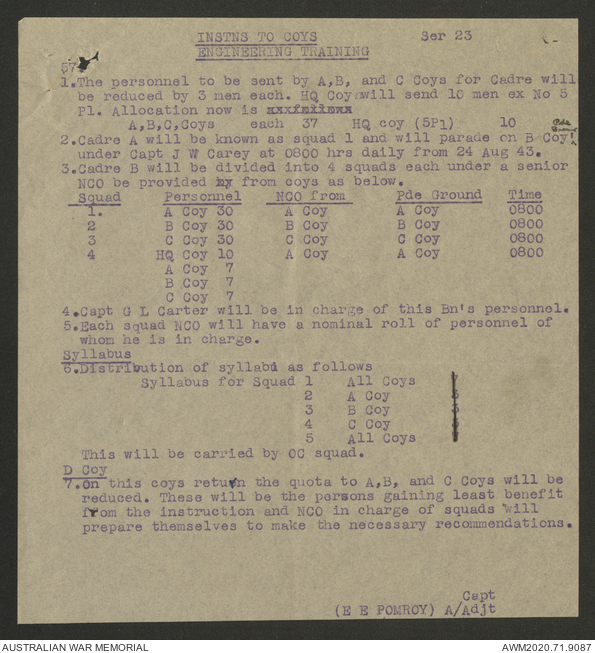 INSTNS TO COYS Ser 23
ENGINEERING TRAINING
57
1.The personnel to be sent by A,B, and C Coys for Cadre will
be reduced by 3 men each. HQ Coy will send 10 men ex No 5
Pl. Allocation now is
A,B,C,Coys each 37 HQ coy (5Pl) 10
Pde
Ground
2.Cadre A will be known as squad 1 and will parade on B Coy
under Capt J W Carey at 0800 hrs daily from 24 Aug 43.
3.Cadre B will be divided into 4 squads each under a senior
NCO be provided by from coys as below.
Squad Personnel NCO from Pde Ground Time
1. A Coy 30 A Coy A Coy 0800
2 B Coy 30 B Coy B Coy 0800
3 C Coy 30 C Coy C Coy 0800
4 HQ Coy 10 A Coy A Coy 0800
A Coy 7
B Coy 7
C Coy 7
4.Capt G L Carter will be in charge of this Bn's personnel.
5.Each squad NCO will have a nominal roll of personnel of
whom he is in charge.
Syllabus
6.Distribution of syllabi as follows
Syllabus for Squad 1 All Coys
2 A Coy
3 B Coy
4 C Coy
5 All Coys
This will be carried by OC squad.
D Coy
7.On this coys return the quota to A,B, and C Coys will be
reduced. These will be the persons gaining least benefit
from the instruction and NCO in charge of squads will
prepare themselves to make the necessary recommendations.
Capt
(E E POMROY) A/Adjt
AUSTRALIAN WAR MEMORIAL AWM2020.71.9087